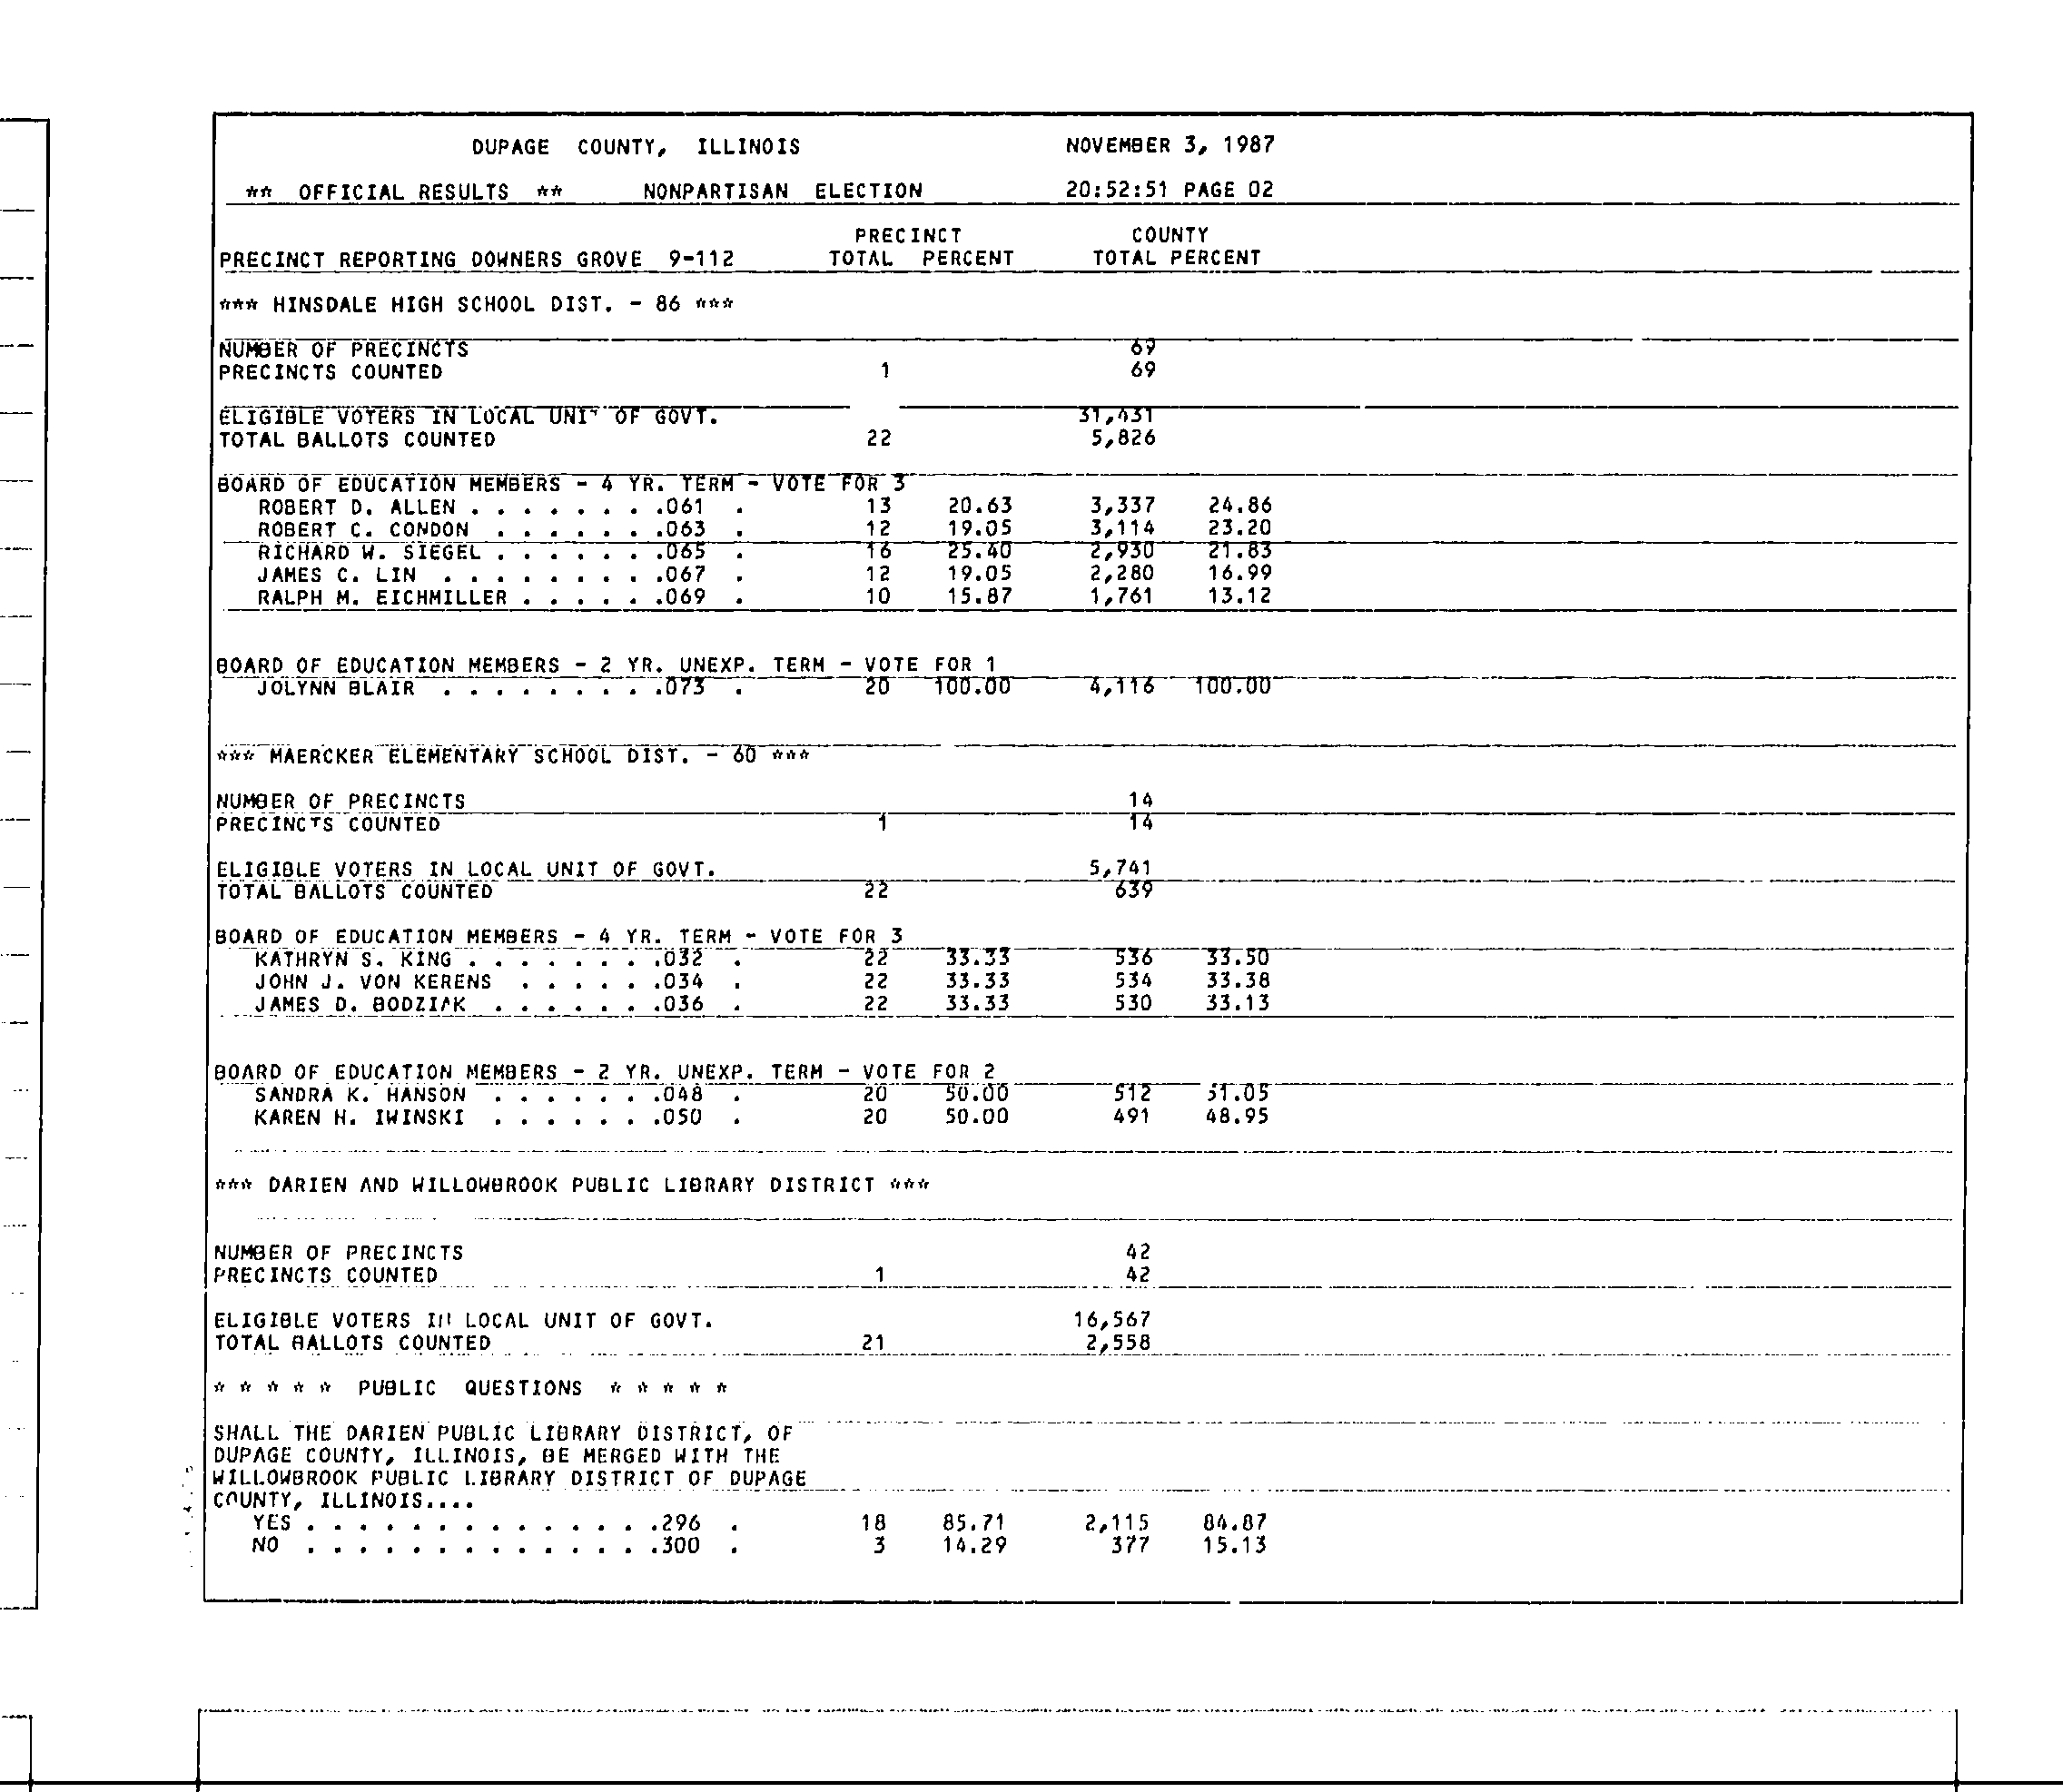 DUPAGE COUNTY, ILLINOIS NOVEMBER 3, 1987
** OFFICIAL RESULTS ** NONPARTISAN ELECTION 20:52:51 PAGE 02
PRECINCT COUNTY
PRECINCT REPORTING DOWNERS GROVE 9-112 TOTAL PERCENT TOTAL PERCENT
*** HINSDALE HIGH SCHOOL DIST. - 86 ***
NUMBER OF PRECINCTS 69
PRECINCTS COUNTED 1 69
ELIGIBLE VOTERS IN LOCAL UNIT OF GOVT. 31,431
TOTAL BALLOTS COUNTED 22 5,826
BOARD OF EDUCATION MEMBERS - 4 YR. TERM - VOTE FOR 3
ROBERT D. ALLEN . . . . . . . .061 . 13 20.63 3,337 24.86
ROBERT C. CONDON . . . . . . .063 . 12 19.05 3,114 23.20
RICHARD W. SIEGEL . . . . . . .065 . 16 25.40 2,930 21.83
JAMES C. LIN . . . . . . . . .067 . 12 19.05 2,280 16.99
RALPH M. EICHMILLER . . . . . .069 . 10 15.87 1,761 13.12
BOARD OF EDUCATION MEMBERS - 2 YR. UNEXP. TERM - VOTE FOR 1
JOLYNN BLAIR . . . . . . . . .073 . 20 100.00 4,116 100.00
*** MAERCKER ELEMENTARY SCHOOL DIST. - 60 ***
NUMBER OF PRECINCTS 14
PRECINCTS COUNTED 1 14
ELIGIBLE VOTERS IN LOCAL UNIT OF GOVT. 5,741
TOTAL BALLOTS COUNTED 22 639
BOARD OF EDUCATION MEMBERS - 4 YR. TERM - VOTE FOR 3
KATHRYN S. KING . . . . . . . .032 . 22 33.33 536 33.50
JOHN J. VON KERENS . . . . . .034 . 22 33.33 534 33.38
JAMES D. BODZIAK . . . . . . .036 . 22 33.33 530 33.13
BOARD OF EDUCATION MEMBERS - 2 YR. UNEXP. TERM - VOTE FOR 2
SANDRA K. HANSON . . . . . . .048 . 20 50.00 512 51.05
KAREN H. IWINSKI . . . . . . .050 . 20 50.00 491 48.95
*** DARIEN AND WILLOWBROOK PUBLIC LIBRARY DISTRICT ***
NUMBER OF PRECINCTS 42
PRECINCTS COUNTED 1 42
ELIGIBLE VOTERS IN LOCAL UNIT OF GOVT. 16,567
TOTAL BALLOTS COUNTED 21 2,558
* * * * * PUBLIC QUESTIONS * * * * *
SHALL THE DARIEN PUBLIC LIBRARY DISTRICT, OF
DUPAGE COUNTY, ILLINOIS, BE MERGED WITH THE
WILLOWBROOK PUBLIC LIBRARY DISTRICT OF DUPAGE
COUNTY, ILLINOIS....
YES . . . . . . . . . . . . . .296 . 18 85.71 2,115 84.87
NO . . . . . . . . . . . . . .300 . 3 14.29 377 15.13